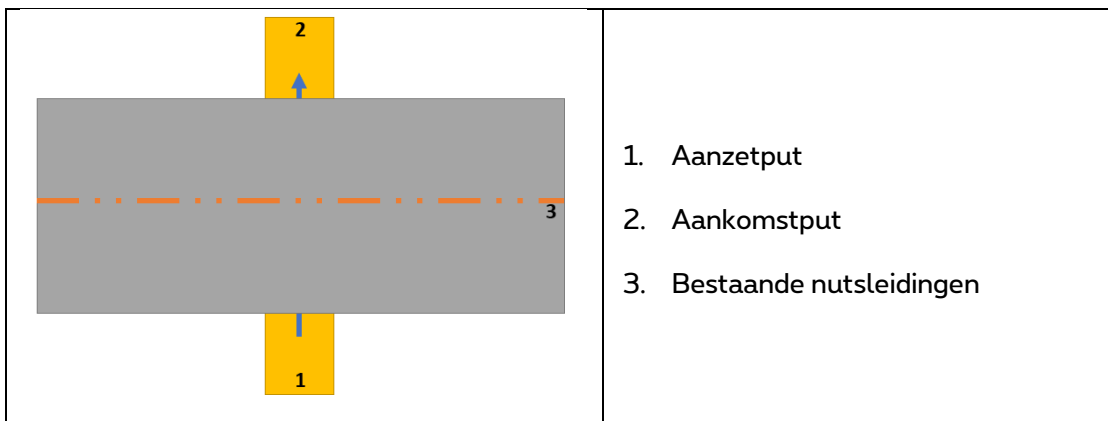 2
3
1
1. Aanzetput
2. Aankomstput
3. Bestaande nutsleidingen